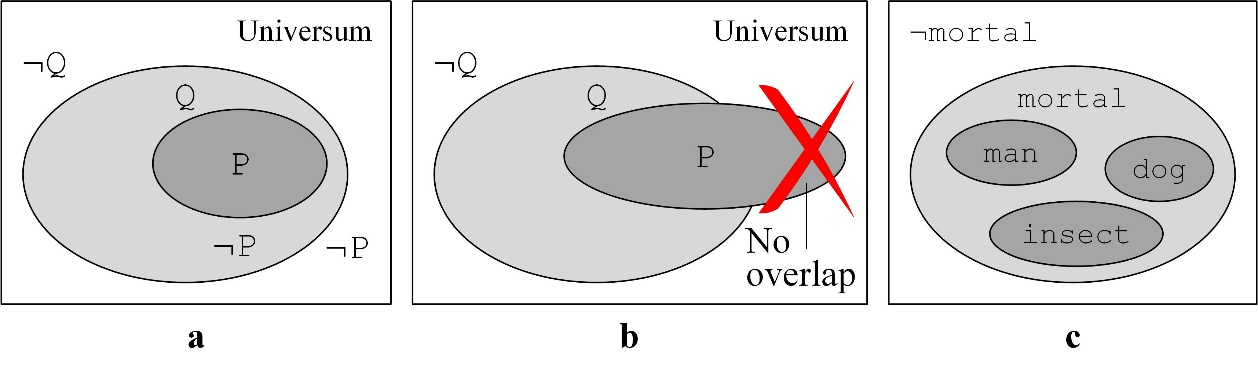 Universum
¬Q
Q
P
¬P
¬P
a
Universum
¬Q
Q
P
No
overlap
b
¬mortal
mortal
man
dog
insect
c